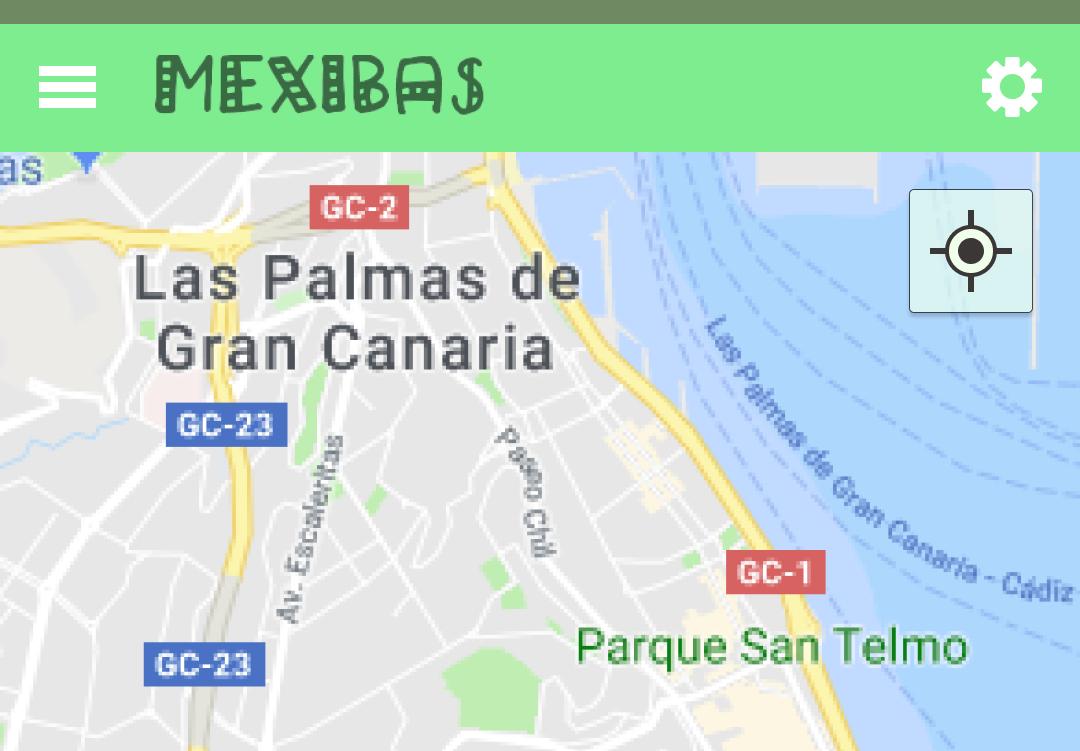 MEXIBAS
as
GC-2
Las Palmas de
Gran Canaria
GC-23
Av. Escaleritas
Paseo Chil
Las Palmas de Gran Canaria - Cádiz
GC-1
Parque San Telmo
GC-23